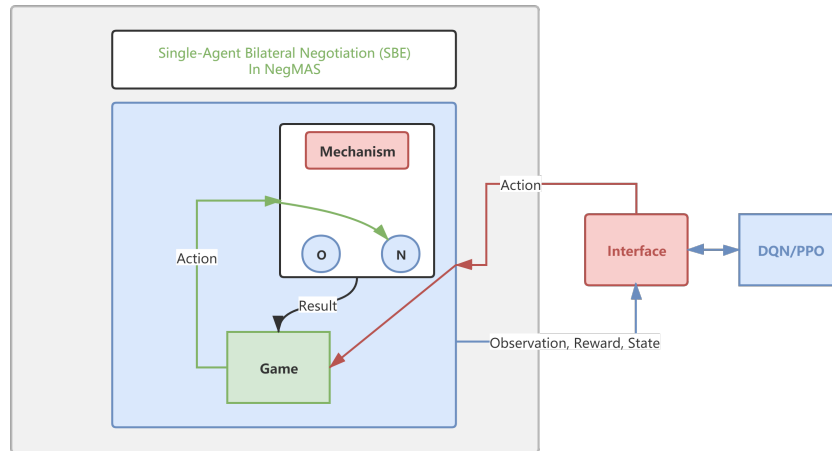 Single-Agent Bilateral Negotiation (SBE)
In NegMAS
Mechanism
Action
Action
O
N
Interface
DQN/PPO
Result
Observation, Reward, State
Game